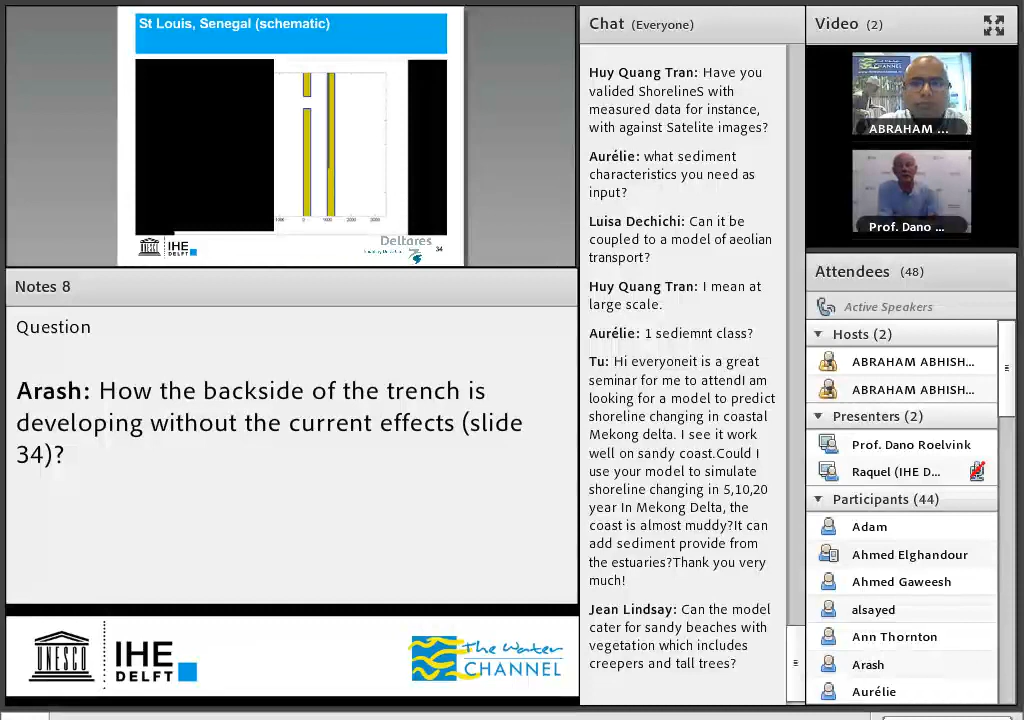 St Louis, Senegal (schematic)
0
1000
2000
3000
IHE
DELFT
Deltares
34
Notes 8
Question
Arash: How the backside of the trench is
developing without the current effects (slide
34)?
UNESCO
IHE
DELFT
the water
CHANNEL
Chat (Everyone)
Huy Quang Tran: Have you
valided ShorelineS with
measured data for instance,
with against Satelite images?
Aurélie: what sediment
characteristics you need as
input?
Luisa Dechichi: Can it be
coupled to a model of aeolian
transport?
Huy Quang Tran: I mean at
large scale.
Aurélie: 1 sediemnt class?
Tu: Hi everyoneit is a great
seminar for me to attendI am
looking for a model to predict
shoreline changing in coastal
Mekong delta. I see it work
well on sandy coast.Could I
use your model to simulate
shoreline changing in 5,10,20
year In Mekong Delta, the
coast is almost muddy?It can
add sediment provide from
the estuaries?Thank you very
much!
Jean Lindsay: Can the model
cater for sandy beaches with
vegetation which includes
creepers and tall trees?
Video (2)
CHANNEL
ABRAHAM ...
Prof. Dano ...
Attendees (48)
Active Speakers
Hosts (2)
ABRAHAM ABHISH...
ABRAHAM ABHISH...
Presenters (2)
Prof. Dano Roelvink
Raquel (IHE D...
Participants (44)
Adam
Ahmed Elghandour
Ahmed Gaweesh
alsayed
Ann Thornton
Arash
Aurélie